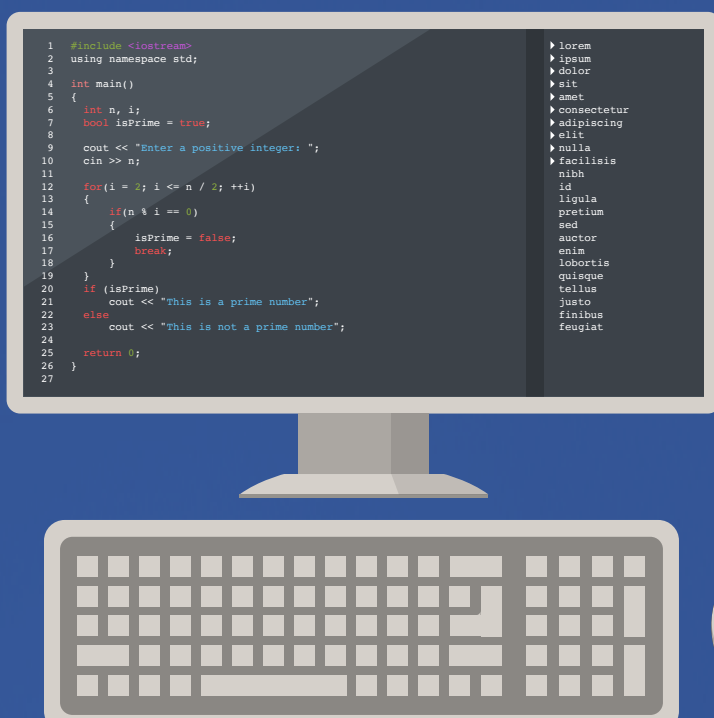 1 #include <iostream>
2 using namespace std;
3
4 int main()
5 {
6 int n, i;
7 bool isPrime = true;
8
9 cout << "Enter a positive integer: ";
10 cin >> n;
11
12 for(i = 2; i <= n / 2; ++i)
13 {
14 if(n % i == 0)
15 {
16 isPrime = false;
17 break;
18 }
19 }
20 if (isPrime)
21 cout << "This is a prime number";
22 else
23 cout << "This is not a prime number";
24
25 return 0;
26 }
27
lorem
ipsum
dolor
sit
amet
consectetur
adipiscing
elit
nulla
facilisis
nibh
id
ligula
pretium
sed
auctor
enim
lobortis
quisque
tellus
justo
finibus
feugiat